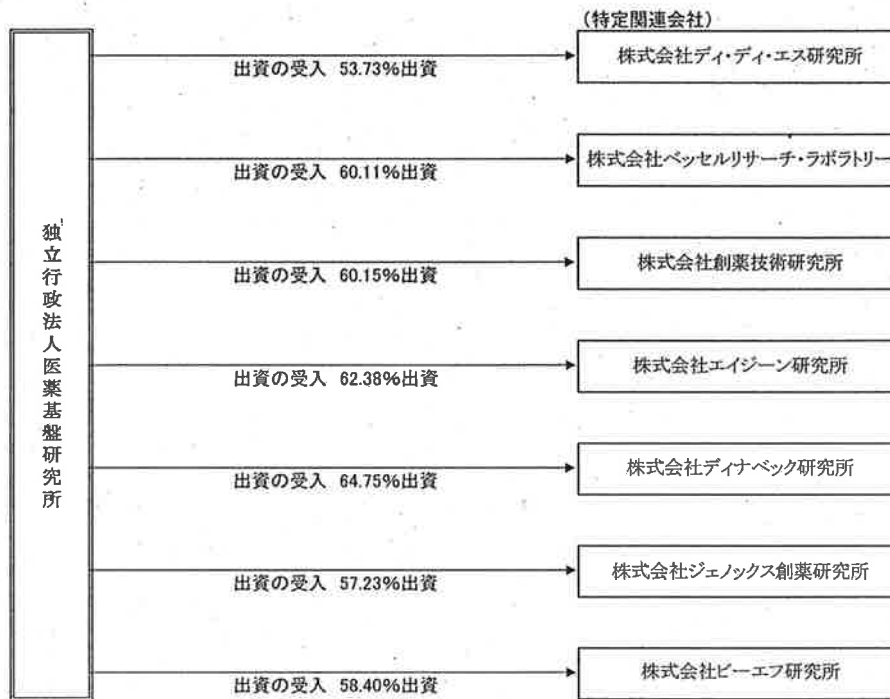 (特定関連会社)
株式会社ディ・ディ・エス研究所
出資の受入 53.73%出資
株式会社ベッセルリサーチ・ラボラトリー
出資の受入 60.11%出資
独立行政法人医薬基盤研究所
株式会社創薬技術研究所
出資の受入 60.15%出資
株式会社エイジーン研究所
出資の受入 62.38%出資
株式会社ディナベック研究所
出資の受入 64.75%出資
株式会社ジェノックス創薬研究所
出資の受入 57.23%出資
株式会社ビーエフ研究所
出資の受入 58.40%出資